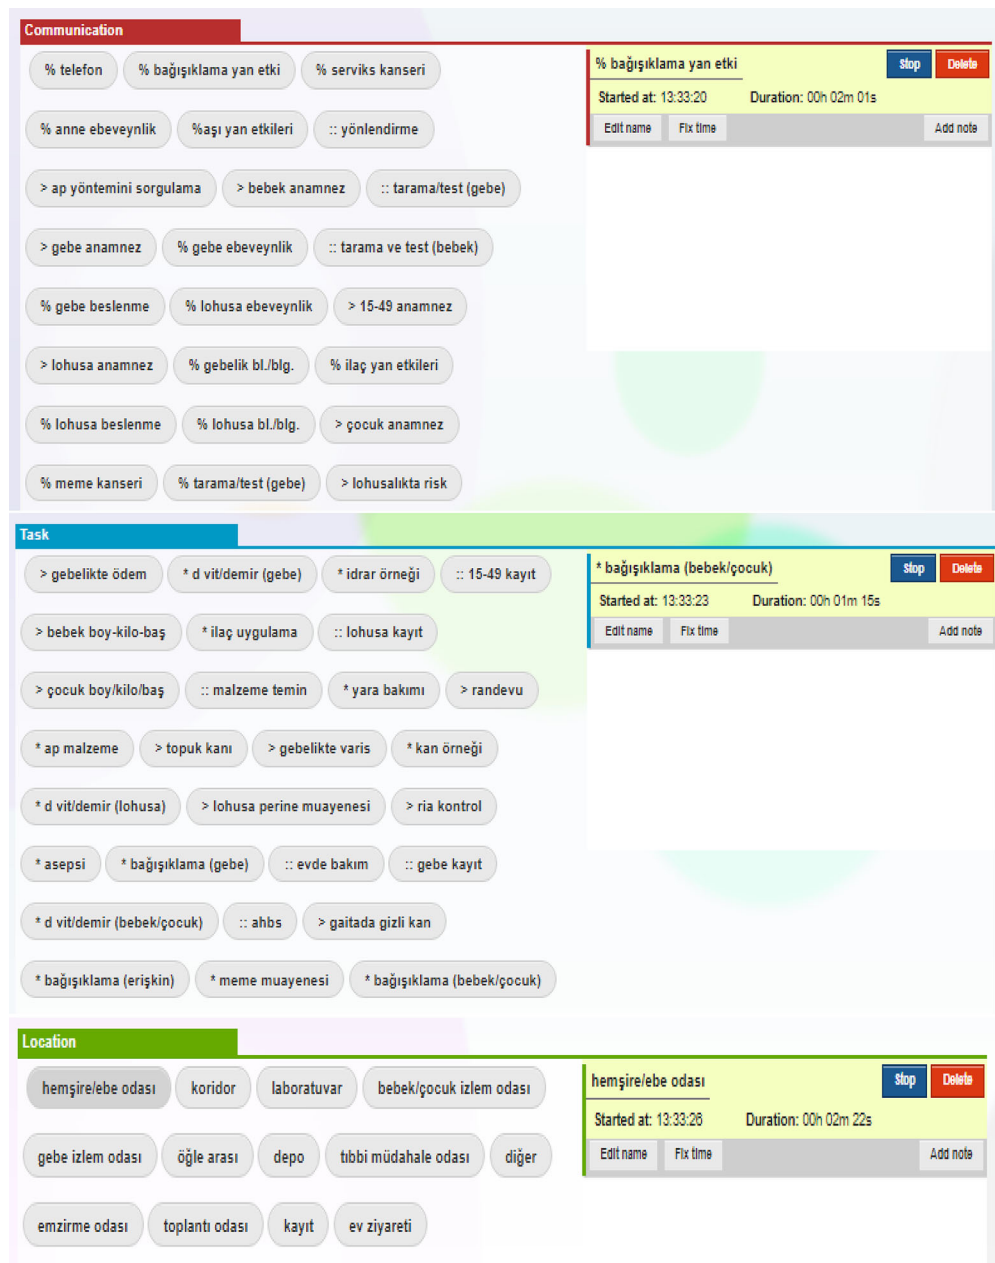 Communication
% telefon % bağışıklama yan etki % serviks kanseri
% anne ebeveynlik %aşı yan etkileri :: yönlendirme
> ap yöntemini sorgulama > bebek anamnez :: tarama/test (gebe)
> gebe anamnez % gebe ebeveynlik :: tarama ve test (bebek)
% gebe beslenme % lohusa ebeveynlik > 15-49 anamnez
> lohusa anamnez % gebelik bl./blg. % ilaç yan etkileri
% lohusa beslenme % lohusa bl./blg. > çocuk anamnez
% meme kanseri % tarama/test (gebe) > lohusalıkta risk
% bağışıklama yan etki Stop Delete
Started at: 13:33:20 Duration: 00h 02m 01s
Edit name Fix time Add note
Task
> gebelikte ödem * d vit/demir (gebe) * idrar örneği :: 15-49 kayıt
> bebek boy-kilo-baş * ilaç uygulama :: lohusa kayıt
> çocuk boy/kilo/baş :: malzeme temin * yara bakımı > randevu
* ap malzeme > topuk kanı > gebelikte varis * kan örneği
* d vit/demir (lohusa) > lohusa perine muayenesi > ria kontrol
* asepsi * bağışıklama (gebe) :: evde bakım :: gebe kayıt
* d vit/demir (bebek/çocuk) :: ahbs > gaitada gizli kan
* bağışıklama (erişkin) * meme muayenesi * bağışıklama (bebek/çocuk)
* bağışıklama (bebek/çocuk) Stop Delete
Started at: 13:33:23 Duration: 00h 01m 15s
Edit name Fix time Add note
Location
hemşire/ebe odası koridor laboratuvar bebek/çocuk izlem odası
gebe izlem odası öğle arası depo tıbbi müdahale odası diğer
emzirme odası toplantı odası kayıt ev ziyareti
hemşire/ebe odası Stop Delete
Started at: 13:33:26 Duration: 00h 02m 22s
Edit name Fix time Add note